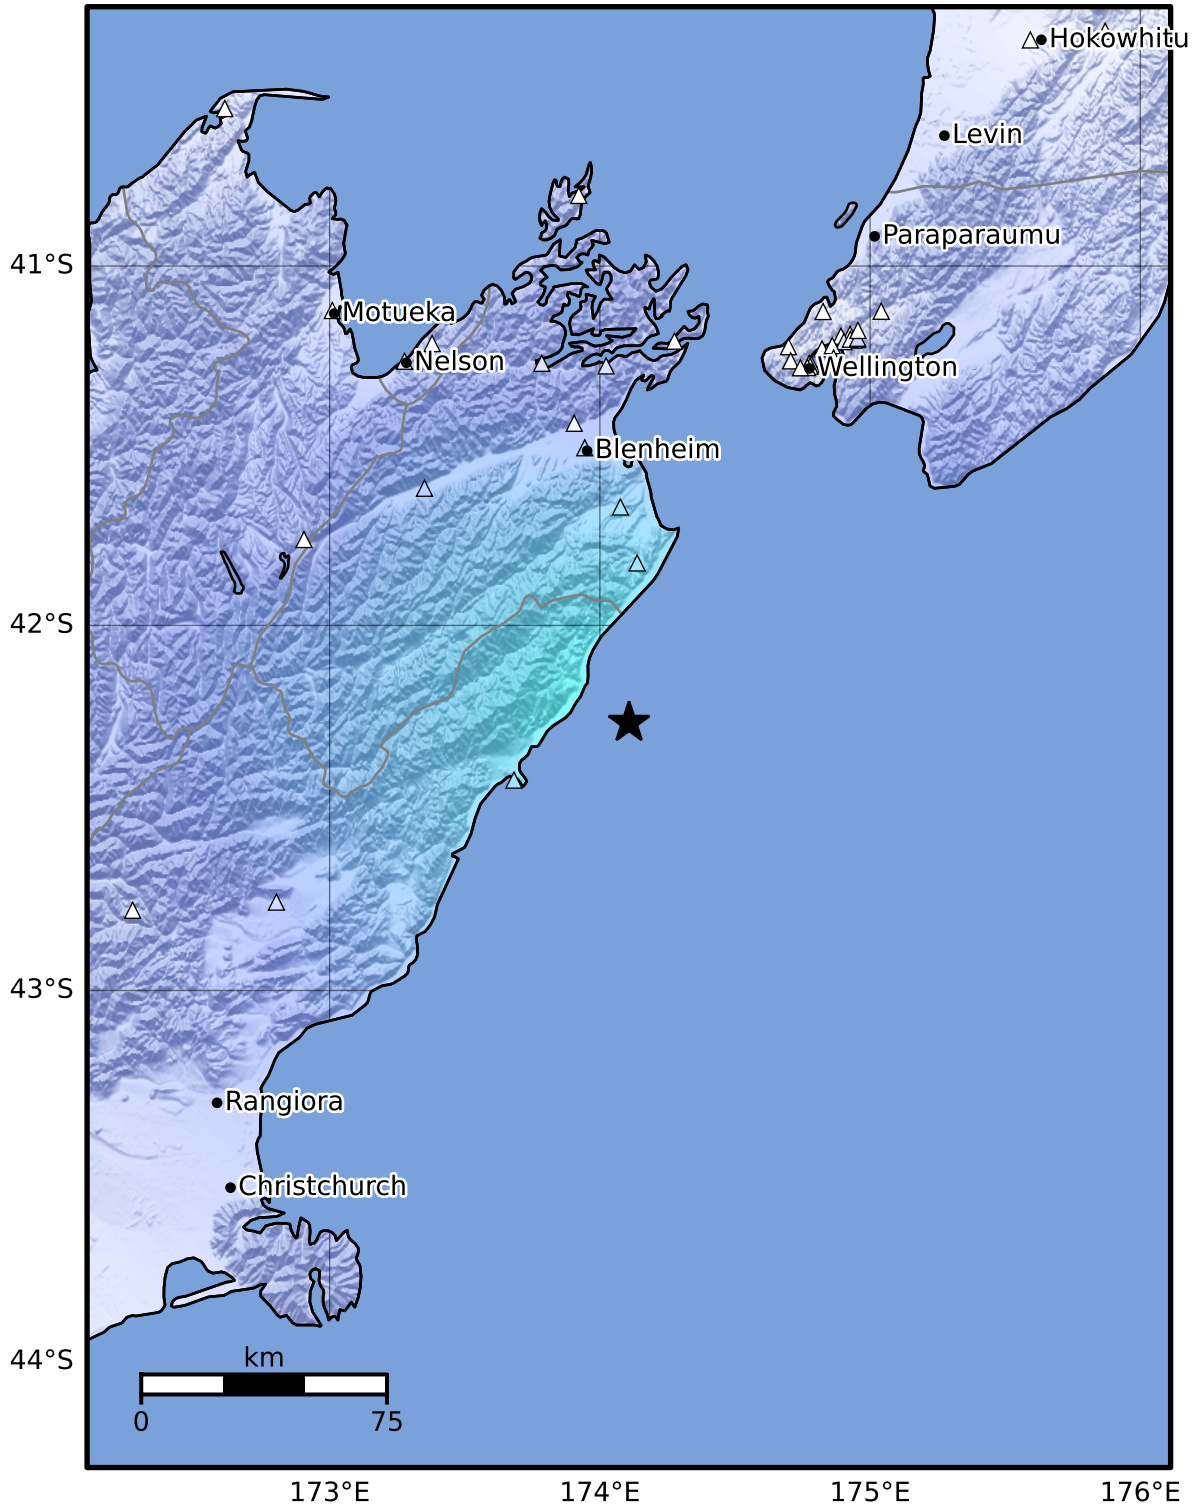 Hokowhitu
Levin
Paraparaumu
41°S
Motueka
Nelson
Wellington
Blenheim
42°S
43°S
Rangiora
Christchurch
44°S
km
0
75
173°E
174°E
175°E
176°E